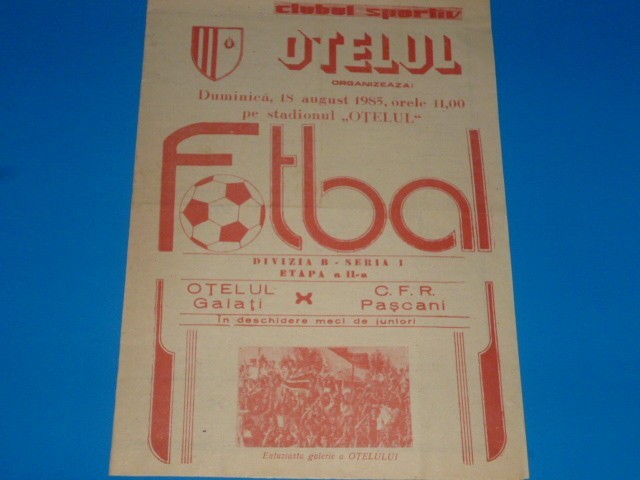 clubul sportiv
OȚELUL
ORGANIZEAZA:
Duminică, 18 august 1985, orele 11,00
pe stadionul „OȚELUL“
Fotbal
DIVIZIA B - SERIA 1
ETAPA a II-a
OȚELUL Galați x C.F.R. Pașcani
în deschidere meci de juniori
Entuziasta galerie a OȚELULUI